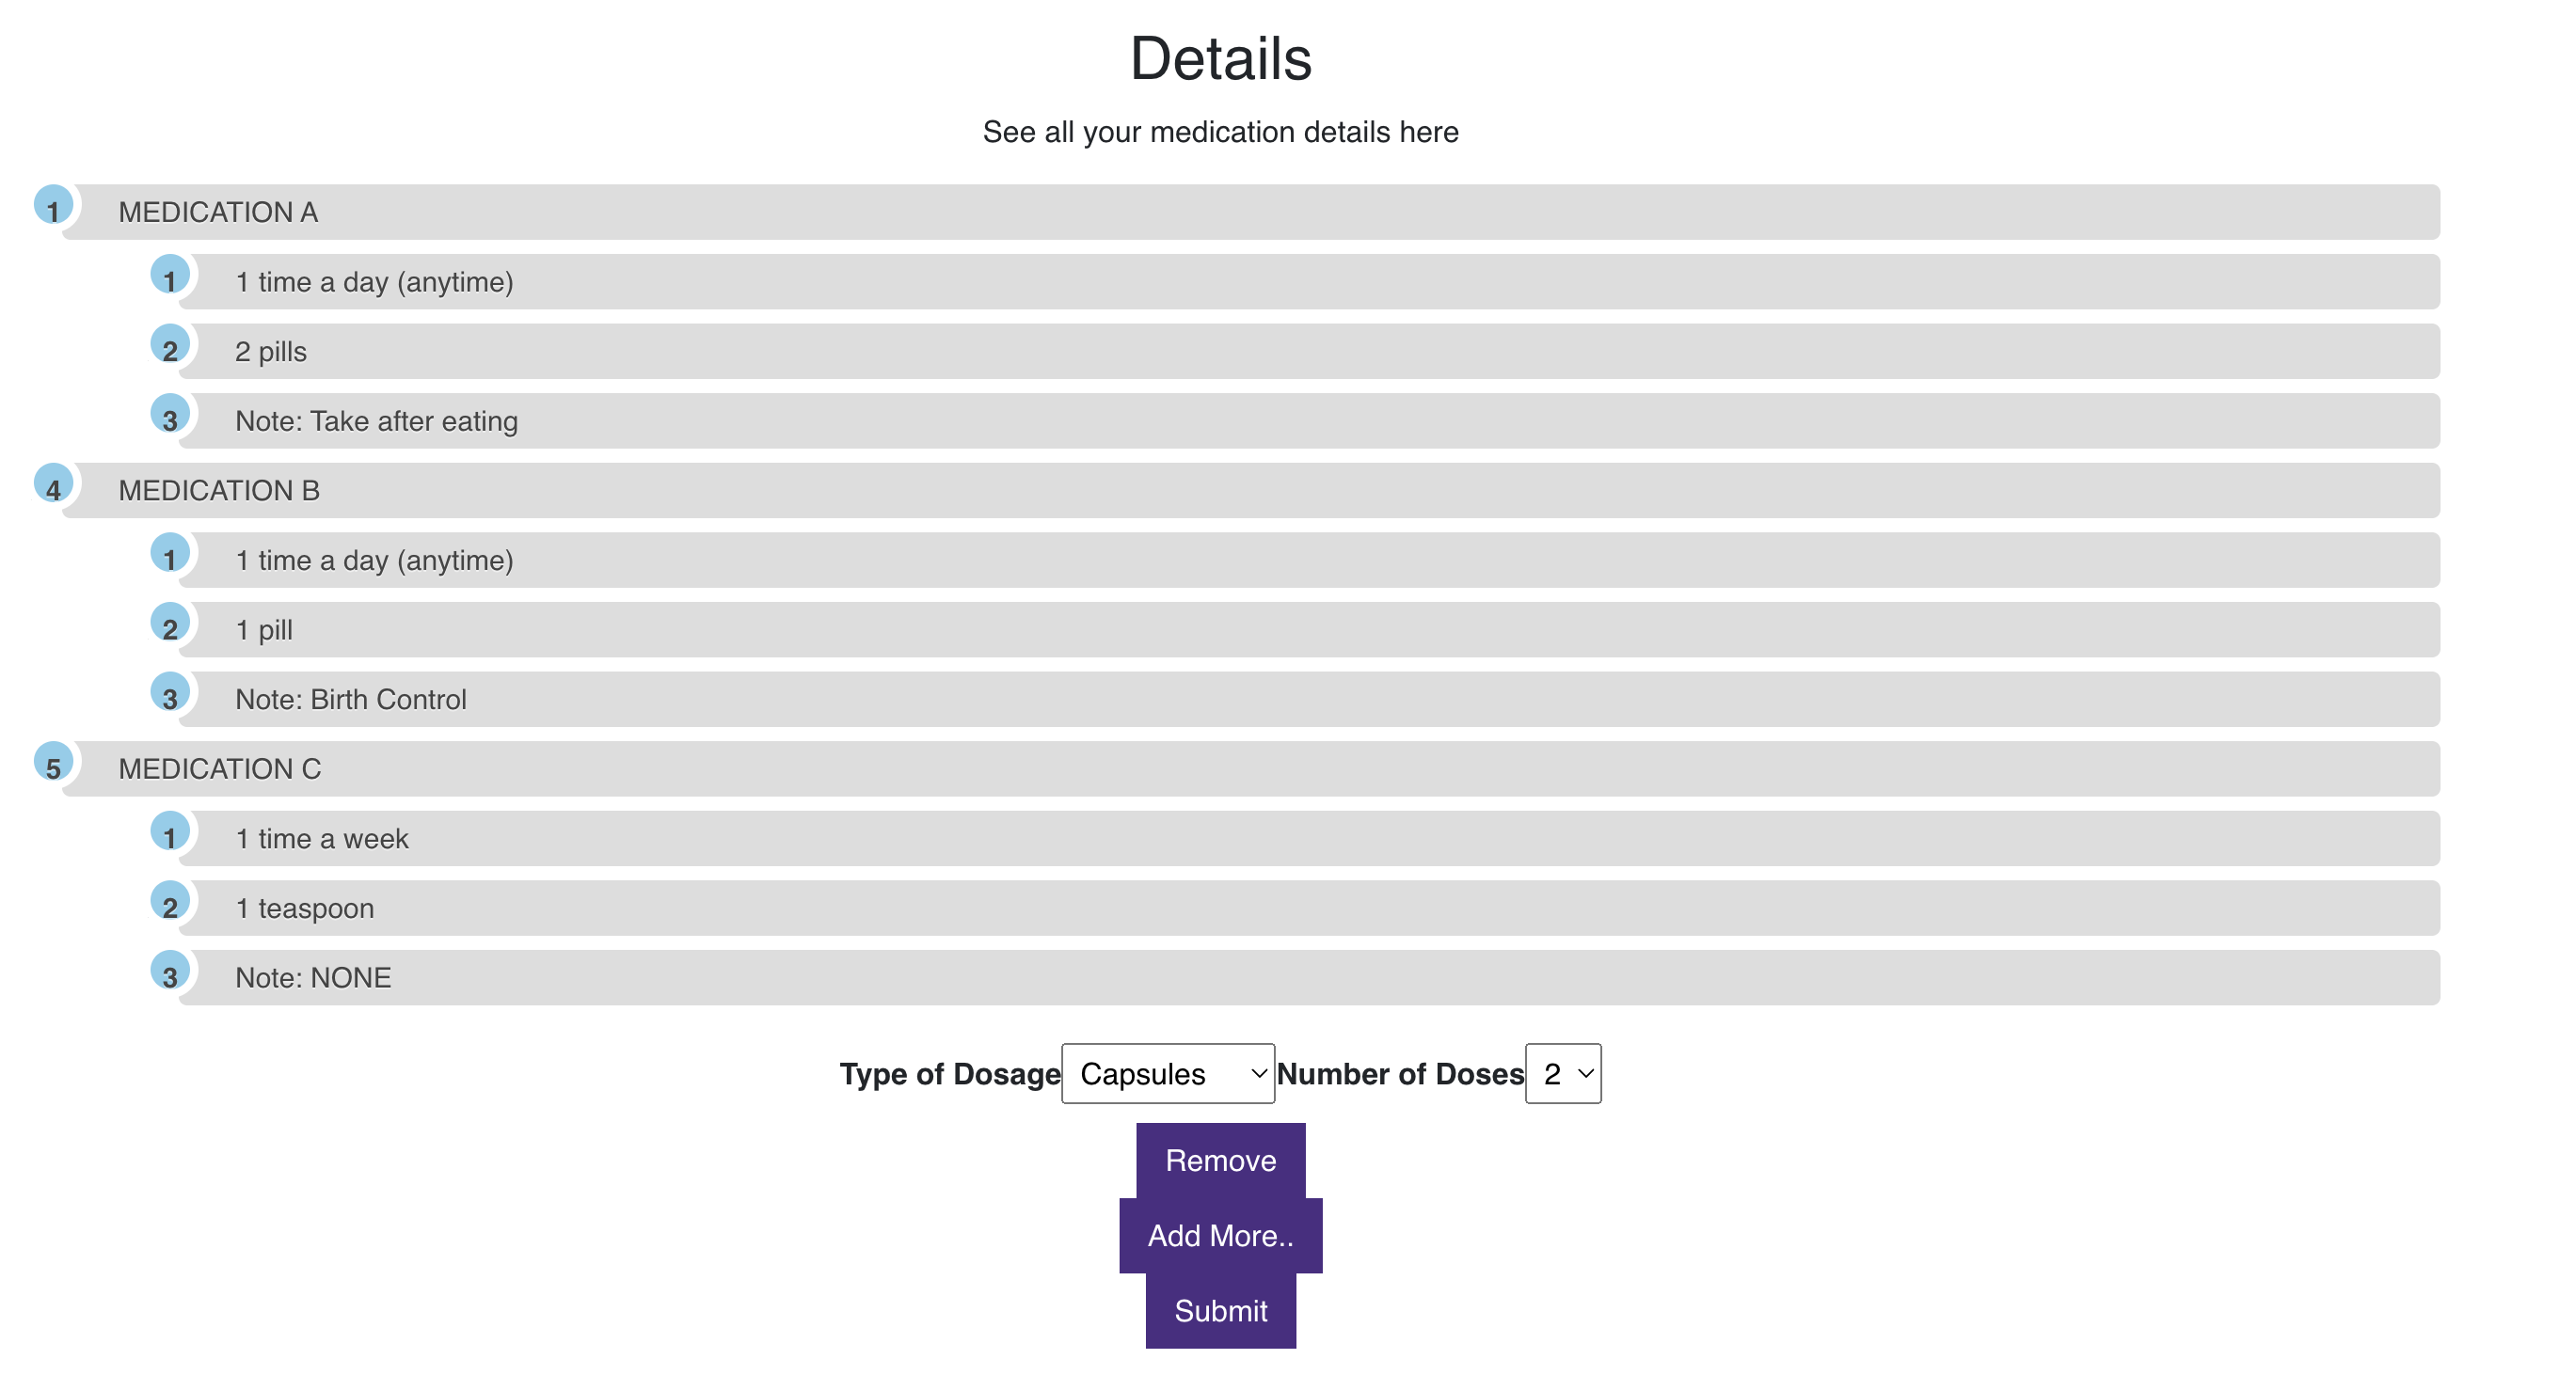 Details
See all your medication details here
1 MEDICATION A
1 1 time a day (anytime)
2 2 pills
3 Note: Take after eating
4 MEDICATION B
1 1 time a day (anytime)
2 1 pill
3 Note: Birth Control
5 MEDICATION C
1 1 time a week
2 1 teaspoon
3 Note: NONE
Type of Dosage Capsules Number of Doses 2
Remove
Add More..
Submit